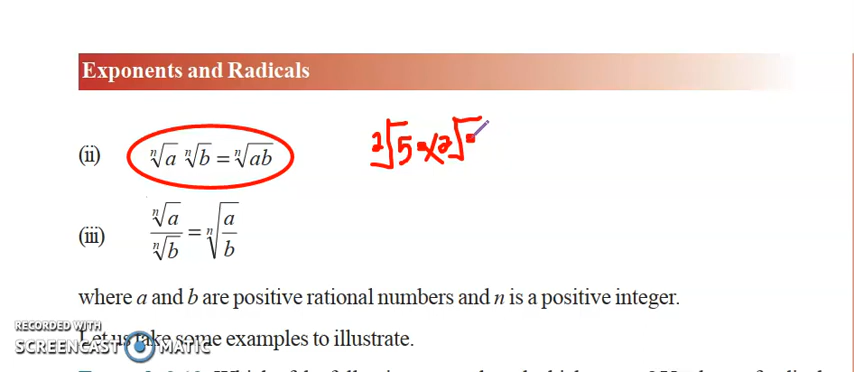 Exponents and Radicals
(ii) ⁿ√a ⁿ√b = ⁿ√ab
²√5 × ²√
(iii) ⁿ√a / ⁿ√b = ⁿ√(a/b)
where a and b are positive rational numbers and n is a positive integer.
RECORDED WITH
Let us take some examples to illustrate.
SCREENCAST MATIC